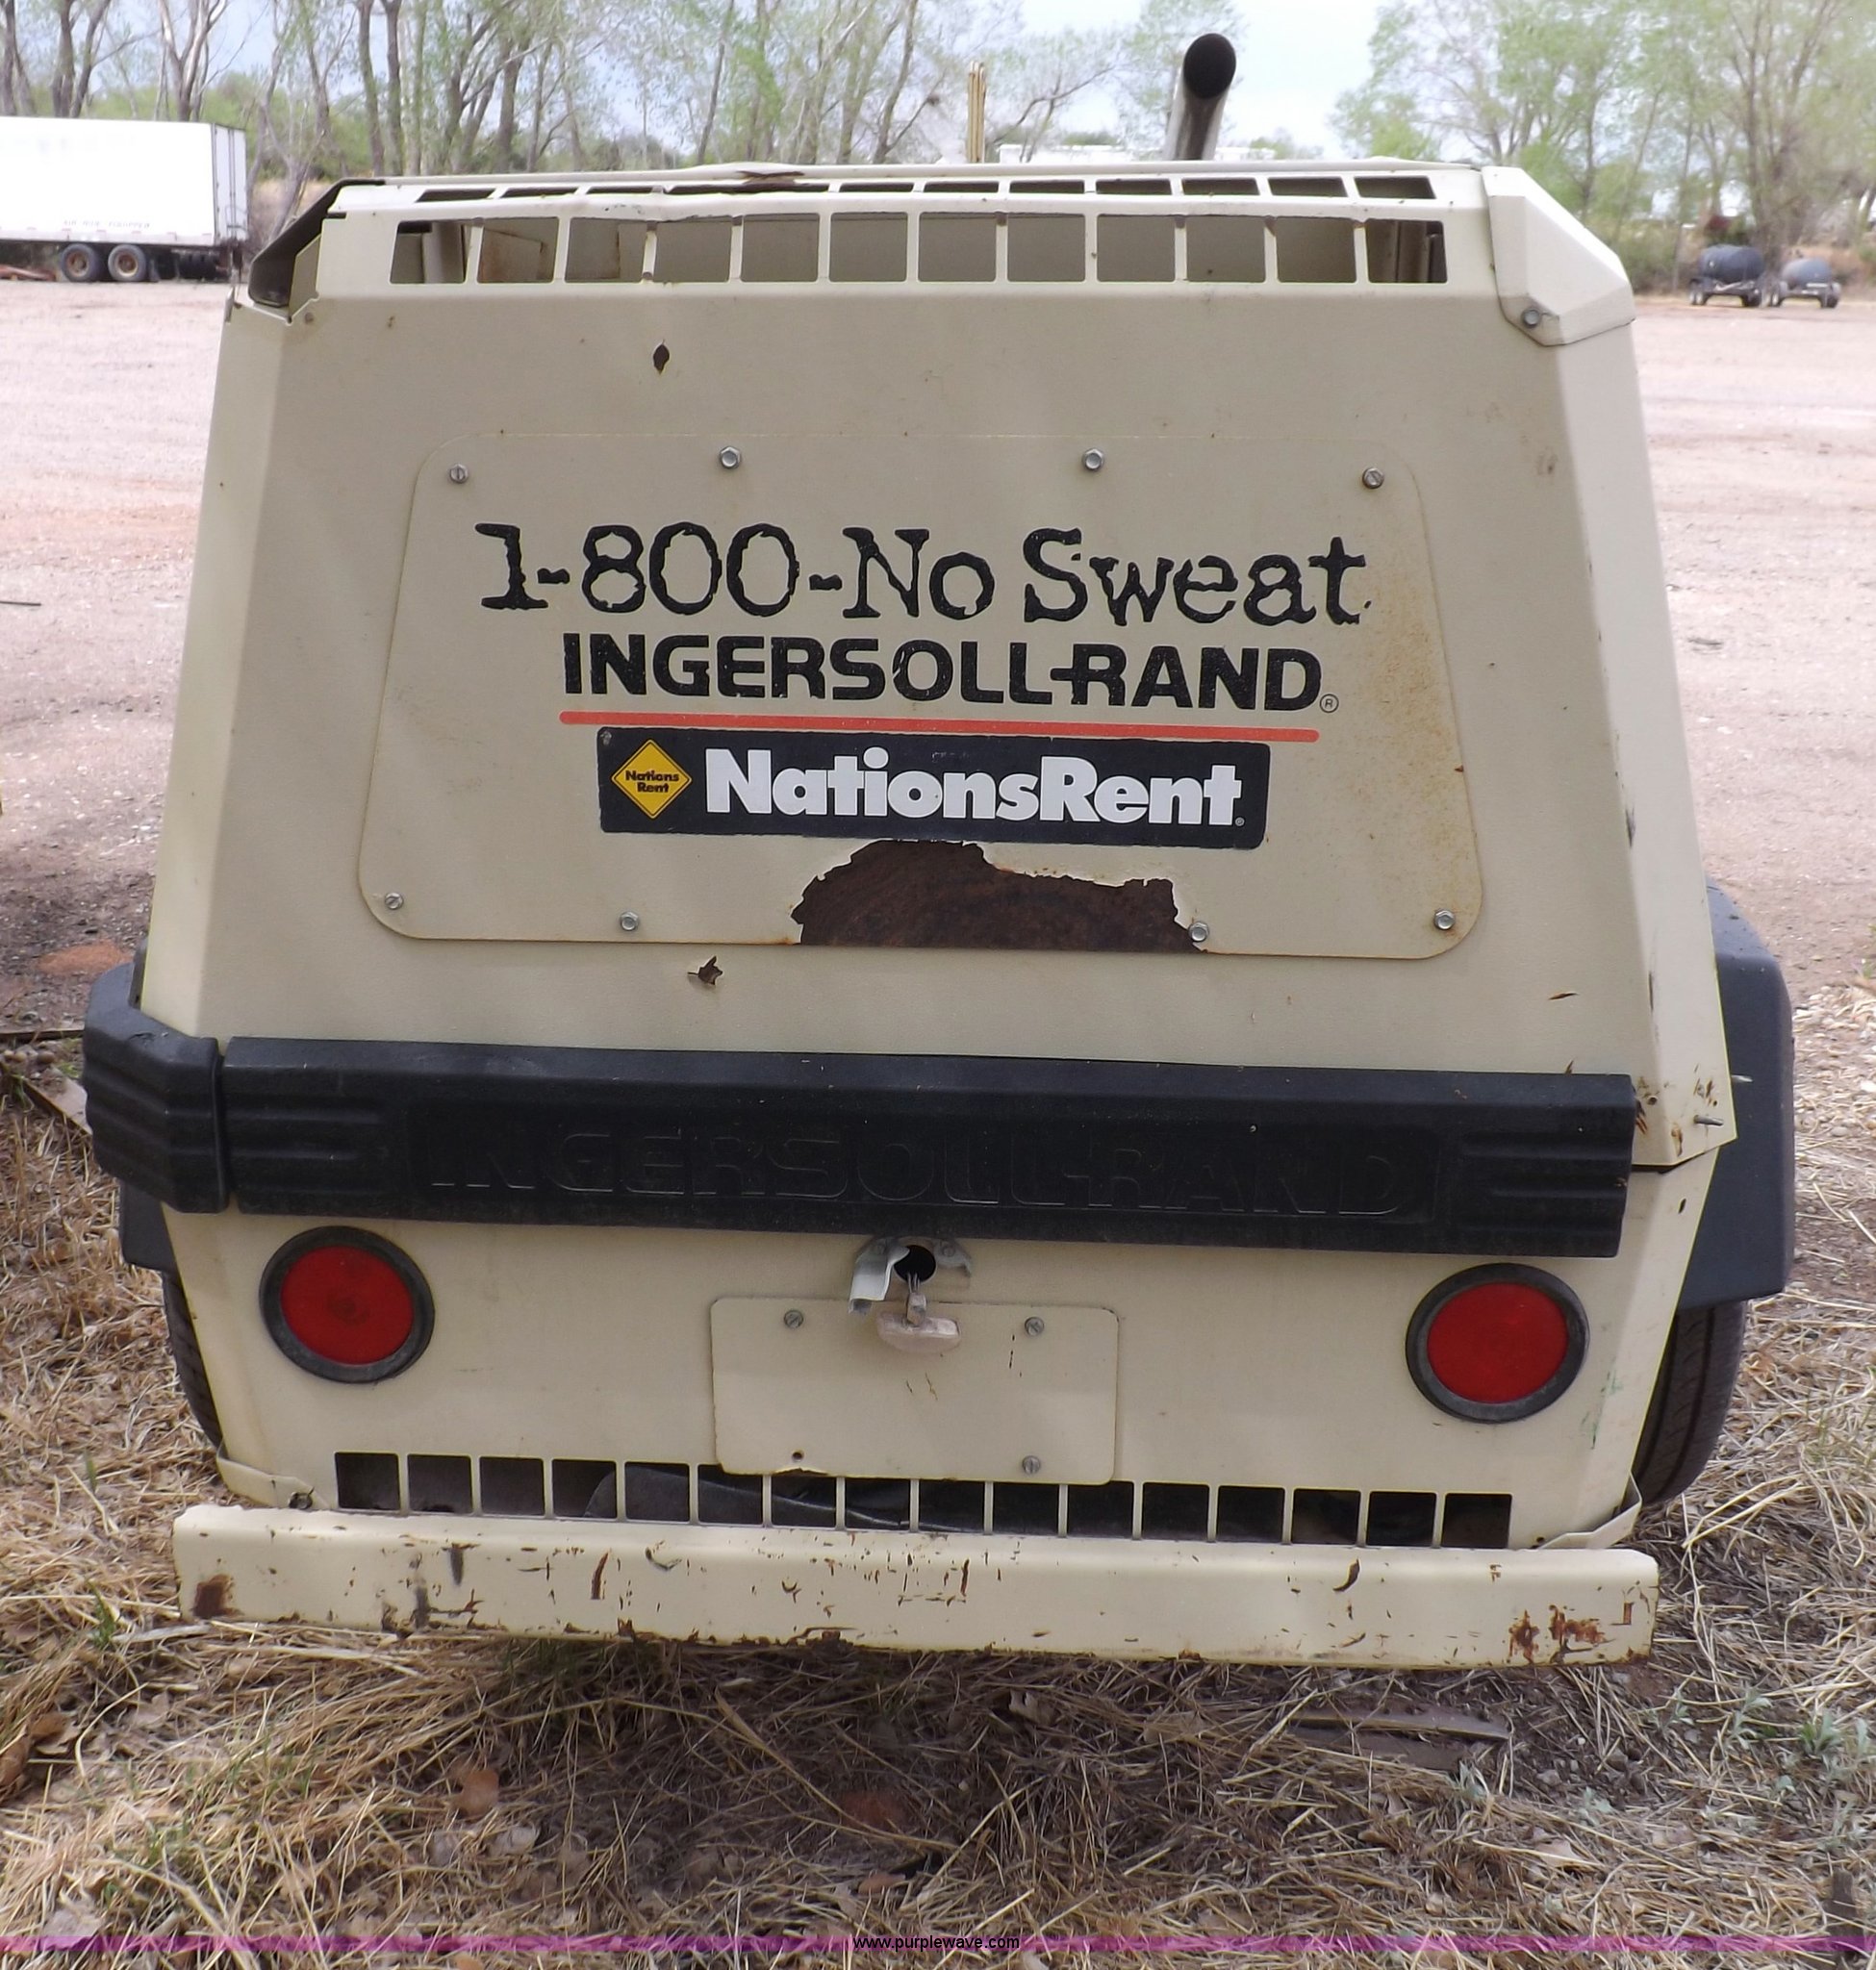 1-800-No Sweat
INGERSOLL-RAND®
Nations
Rent
NationsRent®
INGERSOLL-RAND
www.purplewave.com